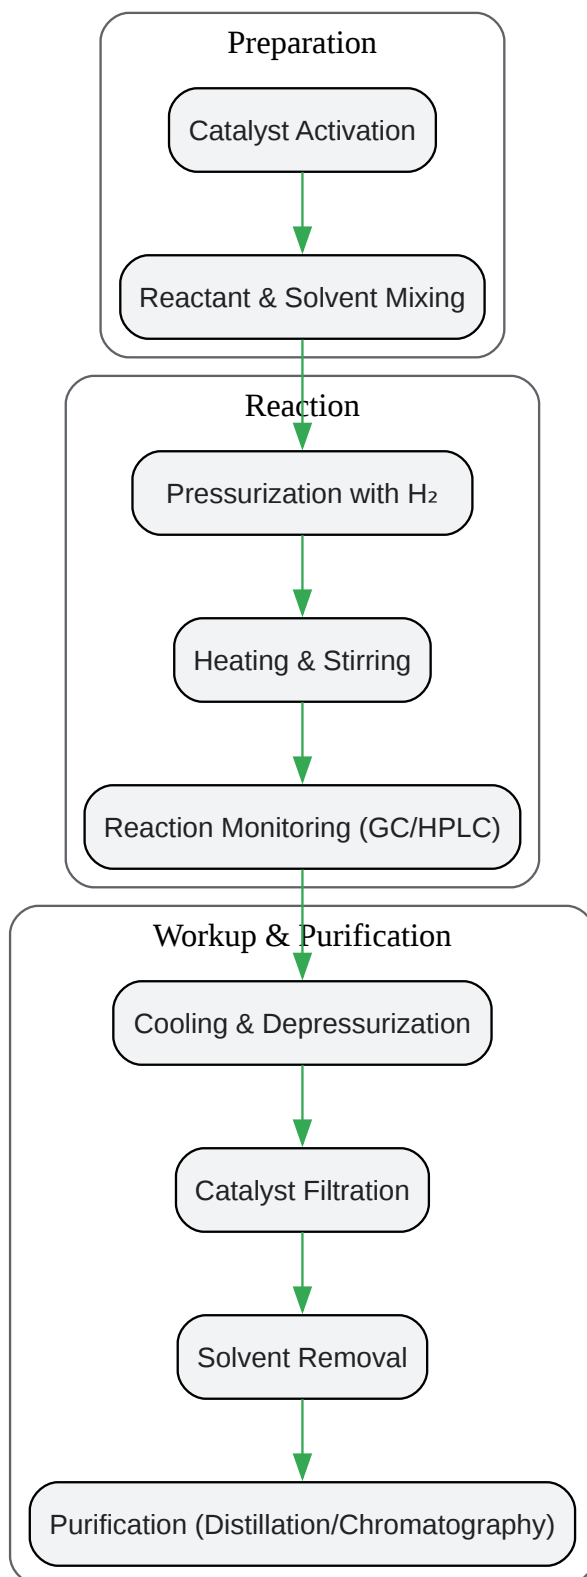 Preparation
Catalyst Activation
Reactant & Solvent Mixing
Reaction
Pressurization with H₂
Heating & Stirring
Reaction Monitoring (GC/HPLC)
Workup & Purification
Cooling & Depressurization
Catalyst Filtration
Solvent Removal
Purification (Distillation/Chromatography)